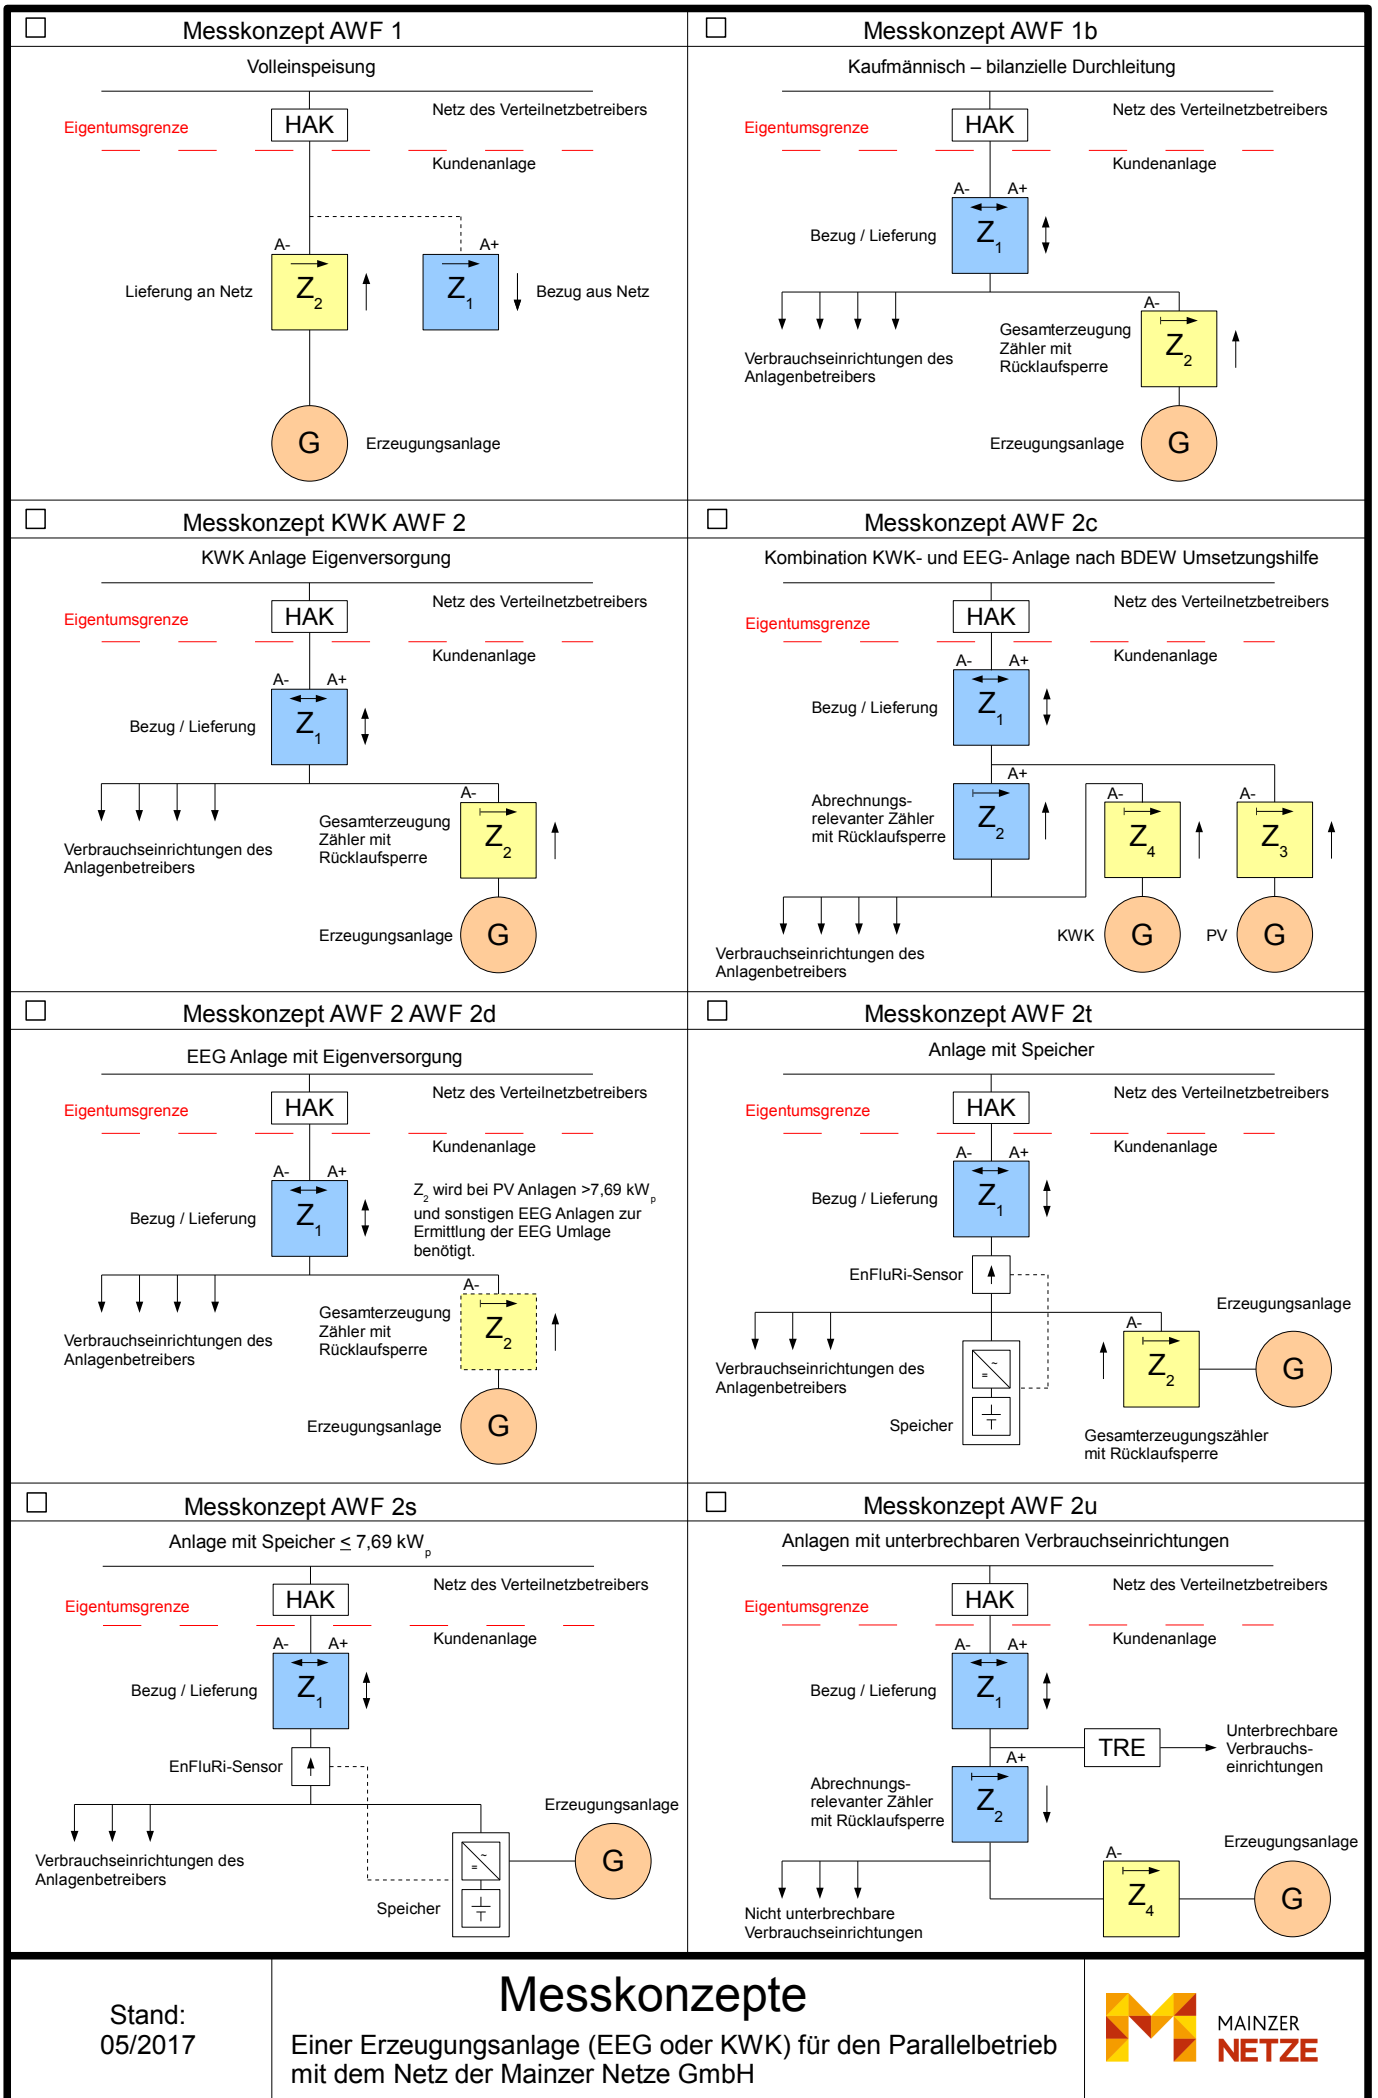 Messkonzept AWF 1
Volleinspeisung
Netz des Verteilnetzbetreibers
HAK
Eigentumsgrenze
Kundenanlage
A-
A+
Lieferung an Netz
Z2
Z1
Bezug aus Netz
G
Erzeugungsanlage
Messkonzept AWF 1b
Kaufmännisch – bilanzielle Durchleitung
Netz des Verteilnetzbetreibers
HAK
Eigentumsgrenze
Kundenanlage
A-
A+
Bezug / Lieferung
Z1
A-
Gesamterzeugung
Zähler mit
Rücklaufsperre
Z2
Verbrauchseinrichtungen des
Anlagenbetreibers
Erzeugungsanlage
G
Messkonzept KWK AWF 2
KWK Anlage Eigenversorgung
Netz des Verteilnetzbetreibers
HAK
Eigentumsgrenze
Kundenanlage
A-
A+
Bezug / Lieferung
Z1
A-
Gesamterzeugung
Zähler mit
Rücklaufsperre
Z2
Verbrauchseinrichtungen des
Anlagenbetreibers
Erzeugungsanlage
G
Messkonzept AWF 2c
Kombination KWK- und EEG- Anlage nach BDEW Umsetzungshilfe
Netz des Verteilnetzbetreibers
HAK
Eigentumsgrenze
Kundenanlage
A-
A+
Bezug / Lieferung
Z1
A+
Abrechnungs-
relevanter Zähler
mit Rücklaufsperre
Z2
A-
Z4
A-
Z3
KWK
G
PV
G
Verbrauchseinrichtungen des
Anlagenbetreibers
Messkonzept AWF 2 AWF 2d
EEG Anlage mit Eigenversorgung
Netz des Verteilnetzbetreibers
HAK
Eigentumsgrenze
Kundenanlage
A-
A+
Bezug / Lieferung
Z1
Z2 wird bei PV Anlagen >7,69 kWp
und sonstigen EEG Anlagen zur
Ermittlung der EEG Umlage
benötigt.
A-
Gesamterzeugung
Zähler mit
Rücklaufsperre
Z2
Verbrauchseinrichtungen des
Anlagenbetreibers
Erzeugungsanlage
G
Messkonzept AWF 2t
Anlage mit Speicher
Netz des Verteilnetzbetreibers
HAK
Eigentumsgrenze
Kundenanlage
A-
A+
Bezug / Lieferung
Z1
EnFluRi-Sensor
Erzeugungsanlage
A-
Z2
G
Verbrauchseinrichtungen des
Anlagenbetreibers
~
=
Speicher
Gesamterzeugungszähler
mit Rücklaufsperre
Messkonzept AWF 2s
Anlage mit Speicher ≤ 7,69 kWp
Netz des Verteilnetzbetreibers
HAK
Eigentumsgrenze
Kundenanlage
A-
A+
Bezug / Lieferung
Z1
EnFluRi-Sensor
Erzeugungsanlage
Verbrauchseinrichtungen des
Anlagenbetreibers
~
=
G
Speicher
Messkonzept AWF 2u
Anlagen mit unterbrechbaren Verbrauchseinrichtungen
Netz des Verteilnetzbetreibers
HAK
Eigentumsgrenze
Kundenanlage
A-
A+
Bezug / Lieferung
Z1
TRE
Unterbrechbare
Verbrauchs-
einrichtungen
A+
Abrechnungs-
relevanter Zähler
mit Rücklaufsperre
Z2
Erzeugungsanlage
A-
Z4
G
Nicht unterbrechbare
Verbrauchseinrichtungen
Stand:
05/2017
Messkonzepte
Einer Erzeugungsanlage (EEG oder KWK) für den Parallelbetrieb
mit dem Netz der Mainzer Netze GmbH
MAINZER
NETZE